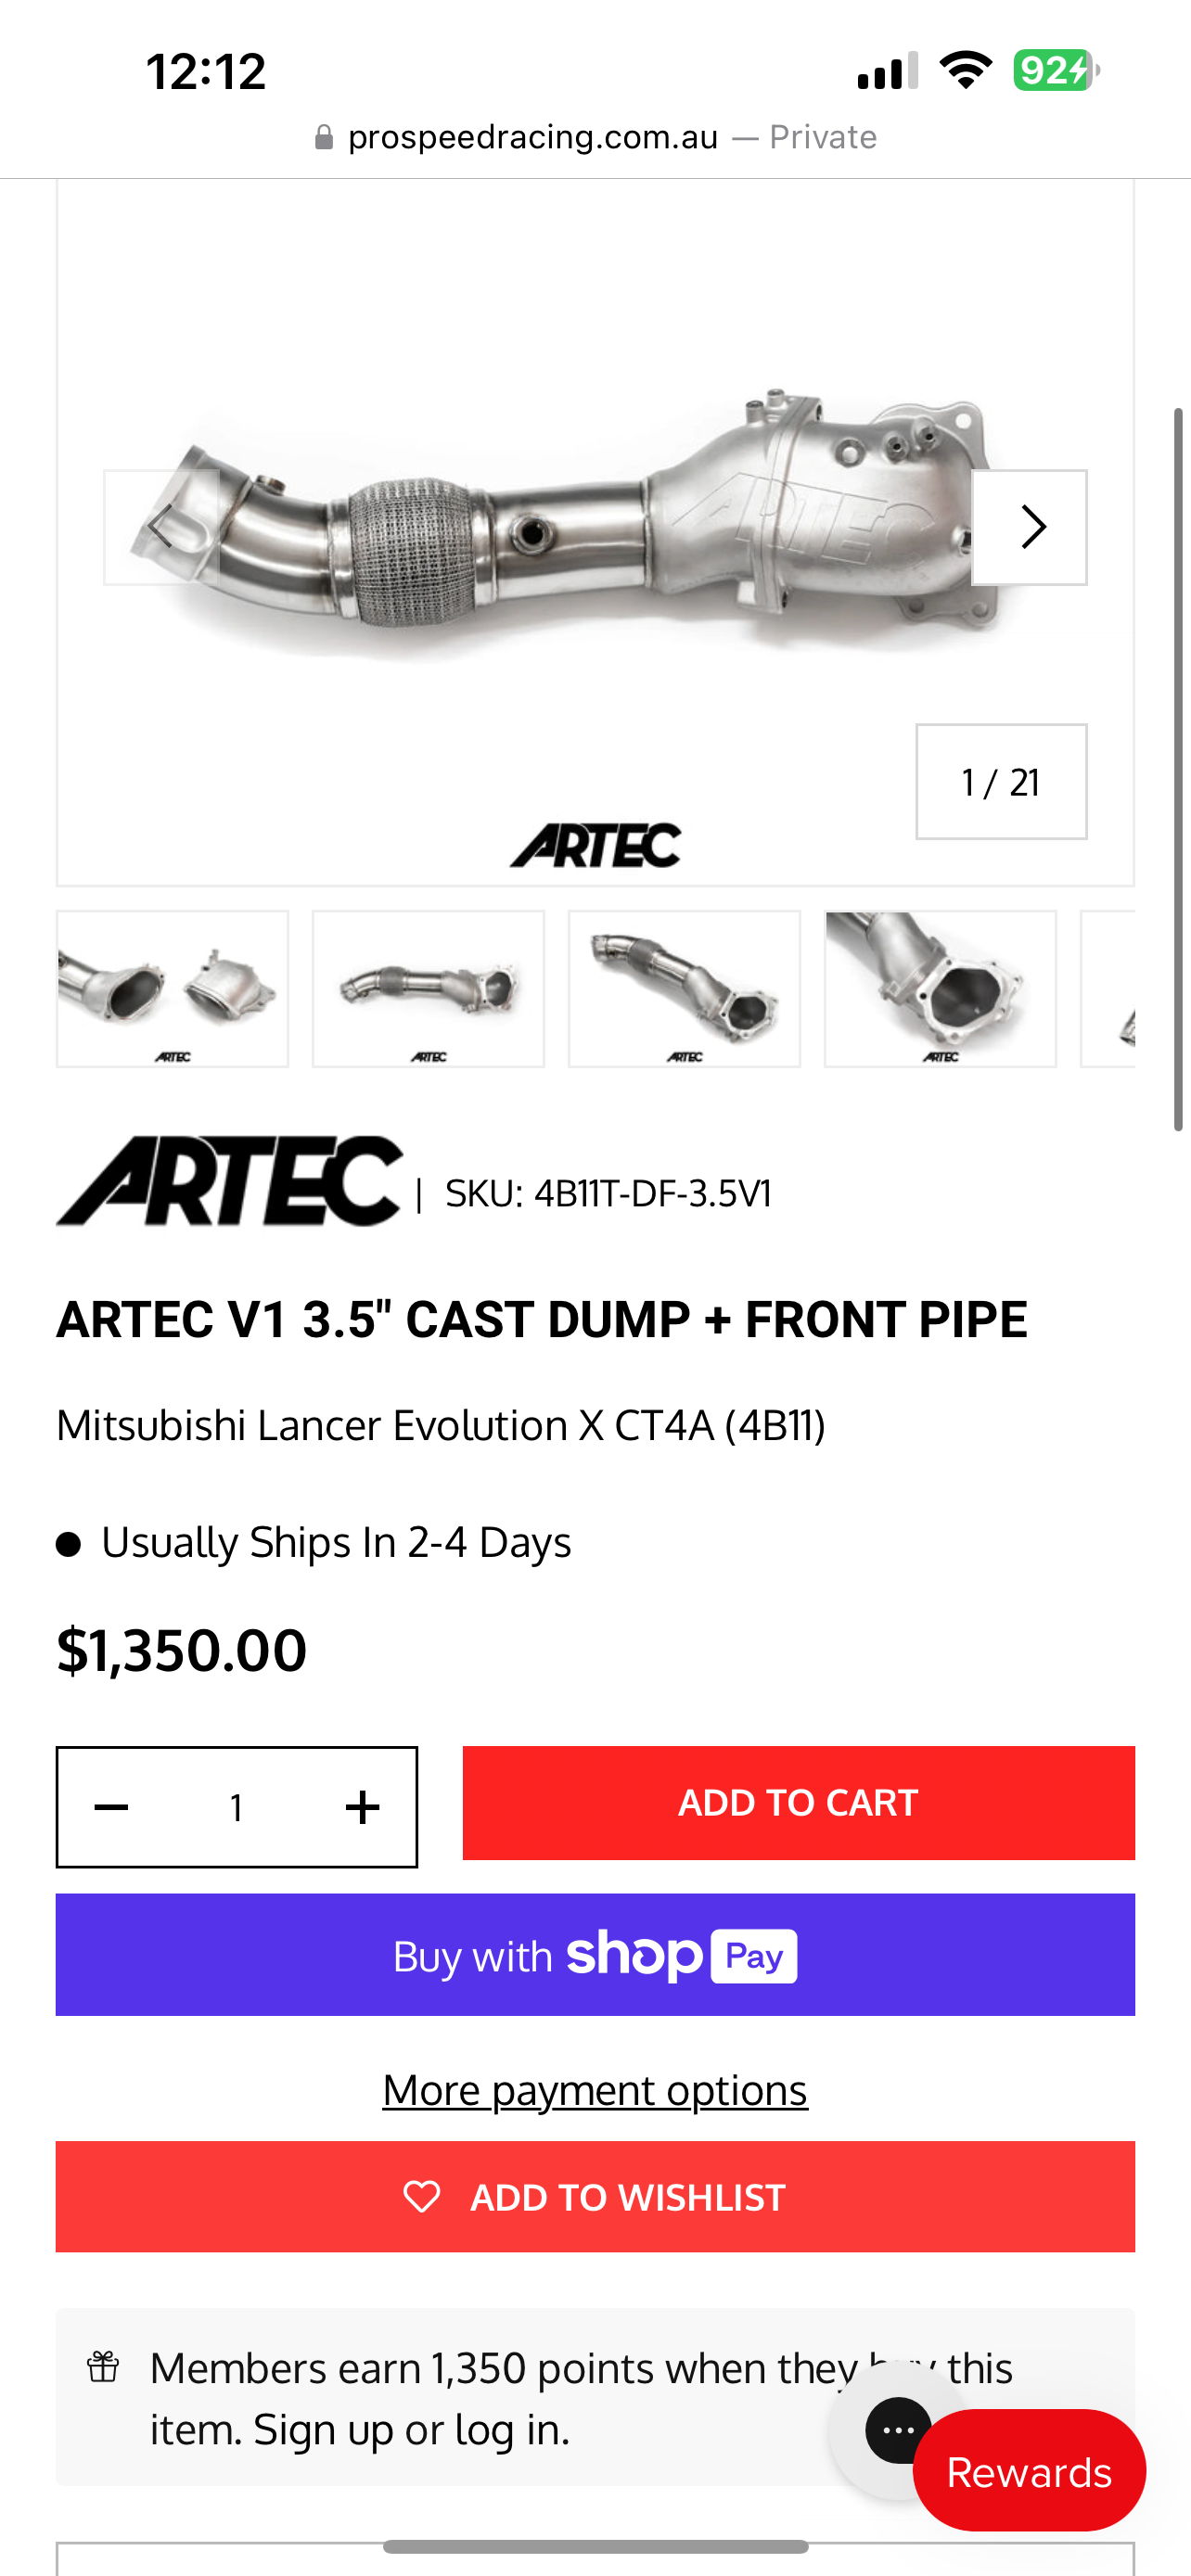 12:12
92
prospeedracing.com.au — Private
ARTEC
1 / 21
ARTEC
ARTEC ARTEC ARTEC ARTEC
ARTEC | SKU: 4B11T-DF-3.5V1
ARTEC V1 3.5" CAST DUMP + FRONT PIPE
Mitsubishi Lancer Evolution X CT4A (4B11)
Usually Ships In 2-4 Days
$1,350.00
1
ADD TO CART
Buy with shop Pay
More payment options
ADD TO WISHLIST
Members earn 1,350 points when they buy this
item. Sign up or log in.
Rewards